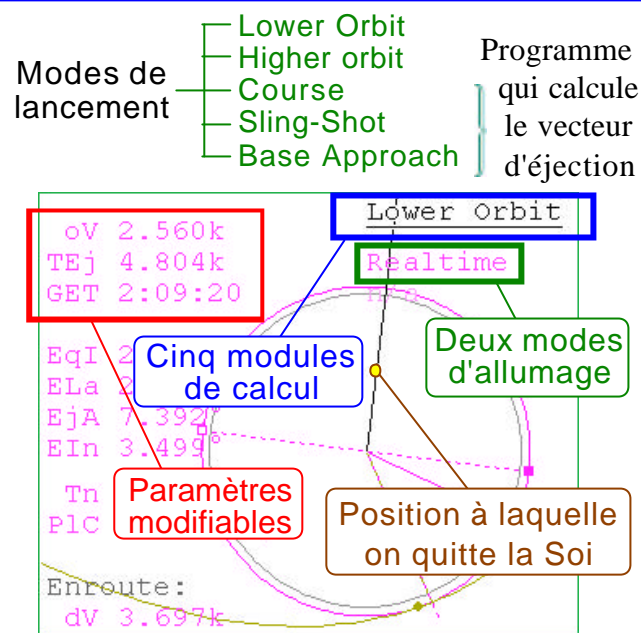 Modes de
lancement
Lower Orbit
Higher orbit
Course
Sling-Shot
Base Approach
Programme
qui calcule
le vecteur
d'éjection
Lower Orbit
oV 2.560k
TEj 4.804k
GET 2:09:20
Realtime
n/a
Deux modes
d'allumage
Cinq modules
de calcul
EqI 2
ELa 2
EjA 7.392°
EIn 3.499°
Tn
PlC
Paramètres
modifiables
Position à laquelle
on quitte la Soi
Enroute:
dV 3.697k